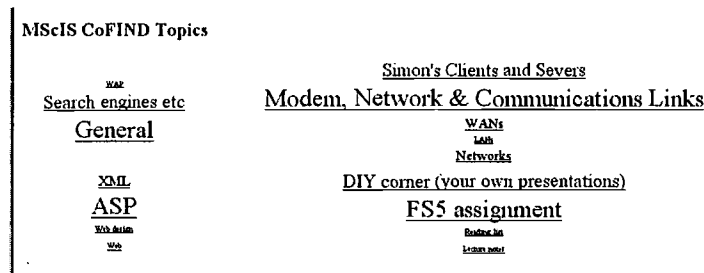 MScIS CoFIND Topics
WAP
Search engines etc
General
Simon's Clients and Severs
Modem, Network & Communications Links
WANs
LANs
Networks
XML
ASP
Web design
Web
DIY corner (your own presentations)
FS5 assignment
Reading list
Lecture notes